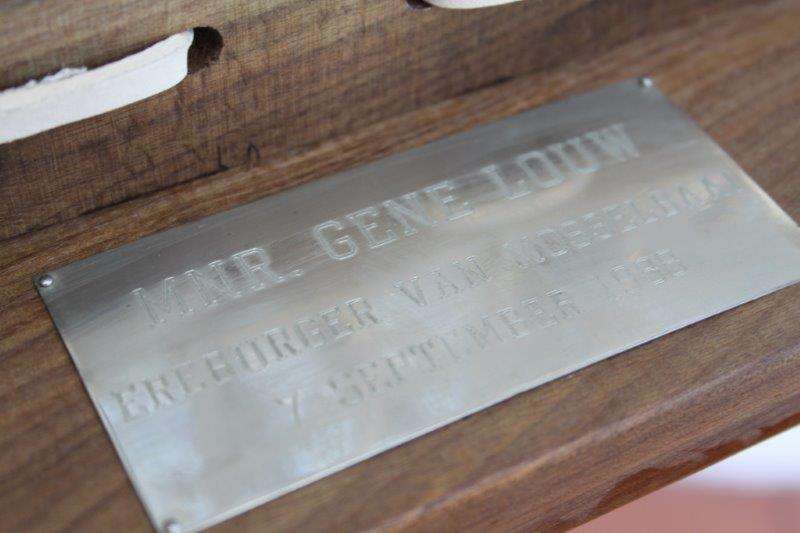 MNR. GENE LOUW
EREBURGER VAN MOSSELBAAI
7 SEPTEMBER